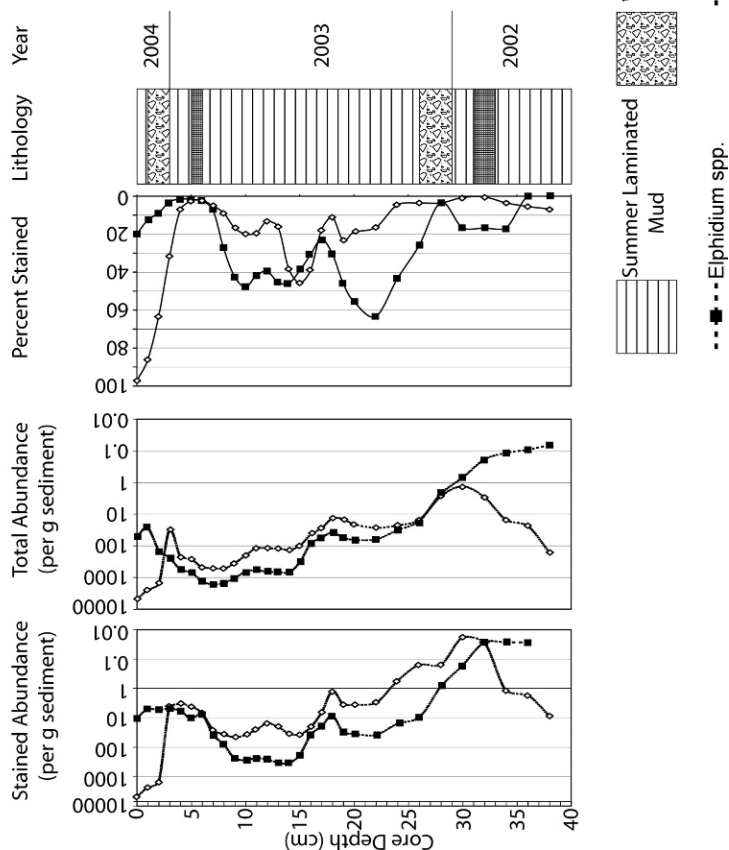 Year
2004
2003
2002
Lithology
Percent Stained
0
20
40
60
80
100
Total Abundance
(per g sediment)
0.01
0.1
1
10
100
1000
10000
Stained Abundance
(per g sediment)
0.01
0.1
1
10
100
1000
10000
0
5
10
15
20
25
30
35
40
Core Depth (cm)
Summer Laminated
Mud
Elphidium spp.